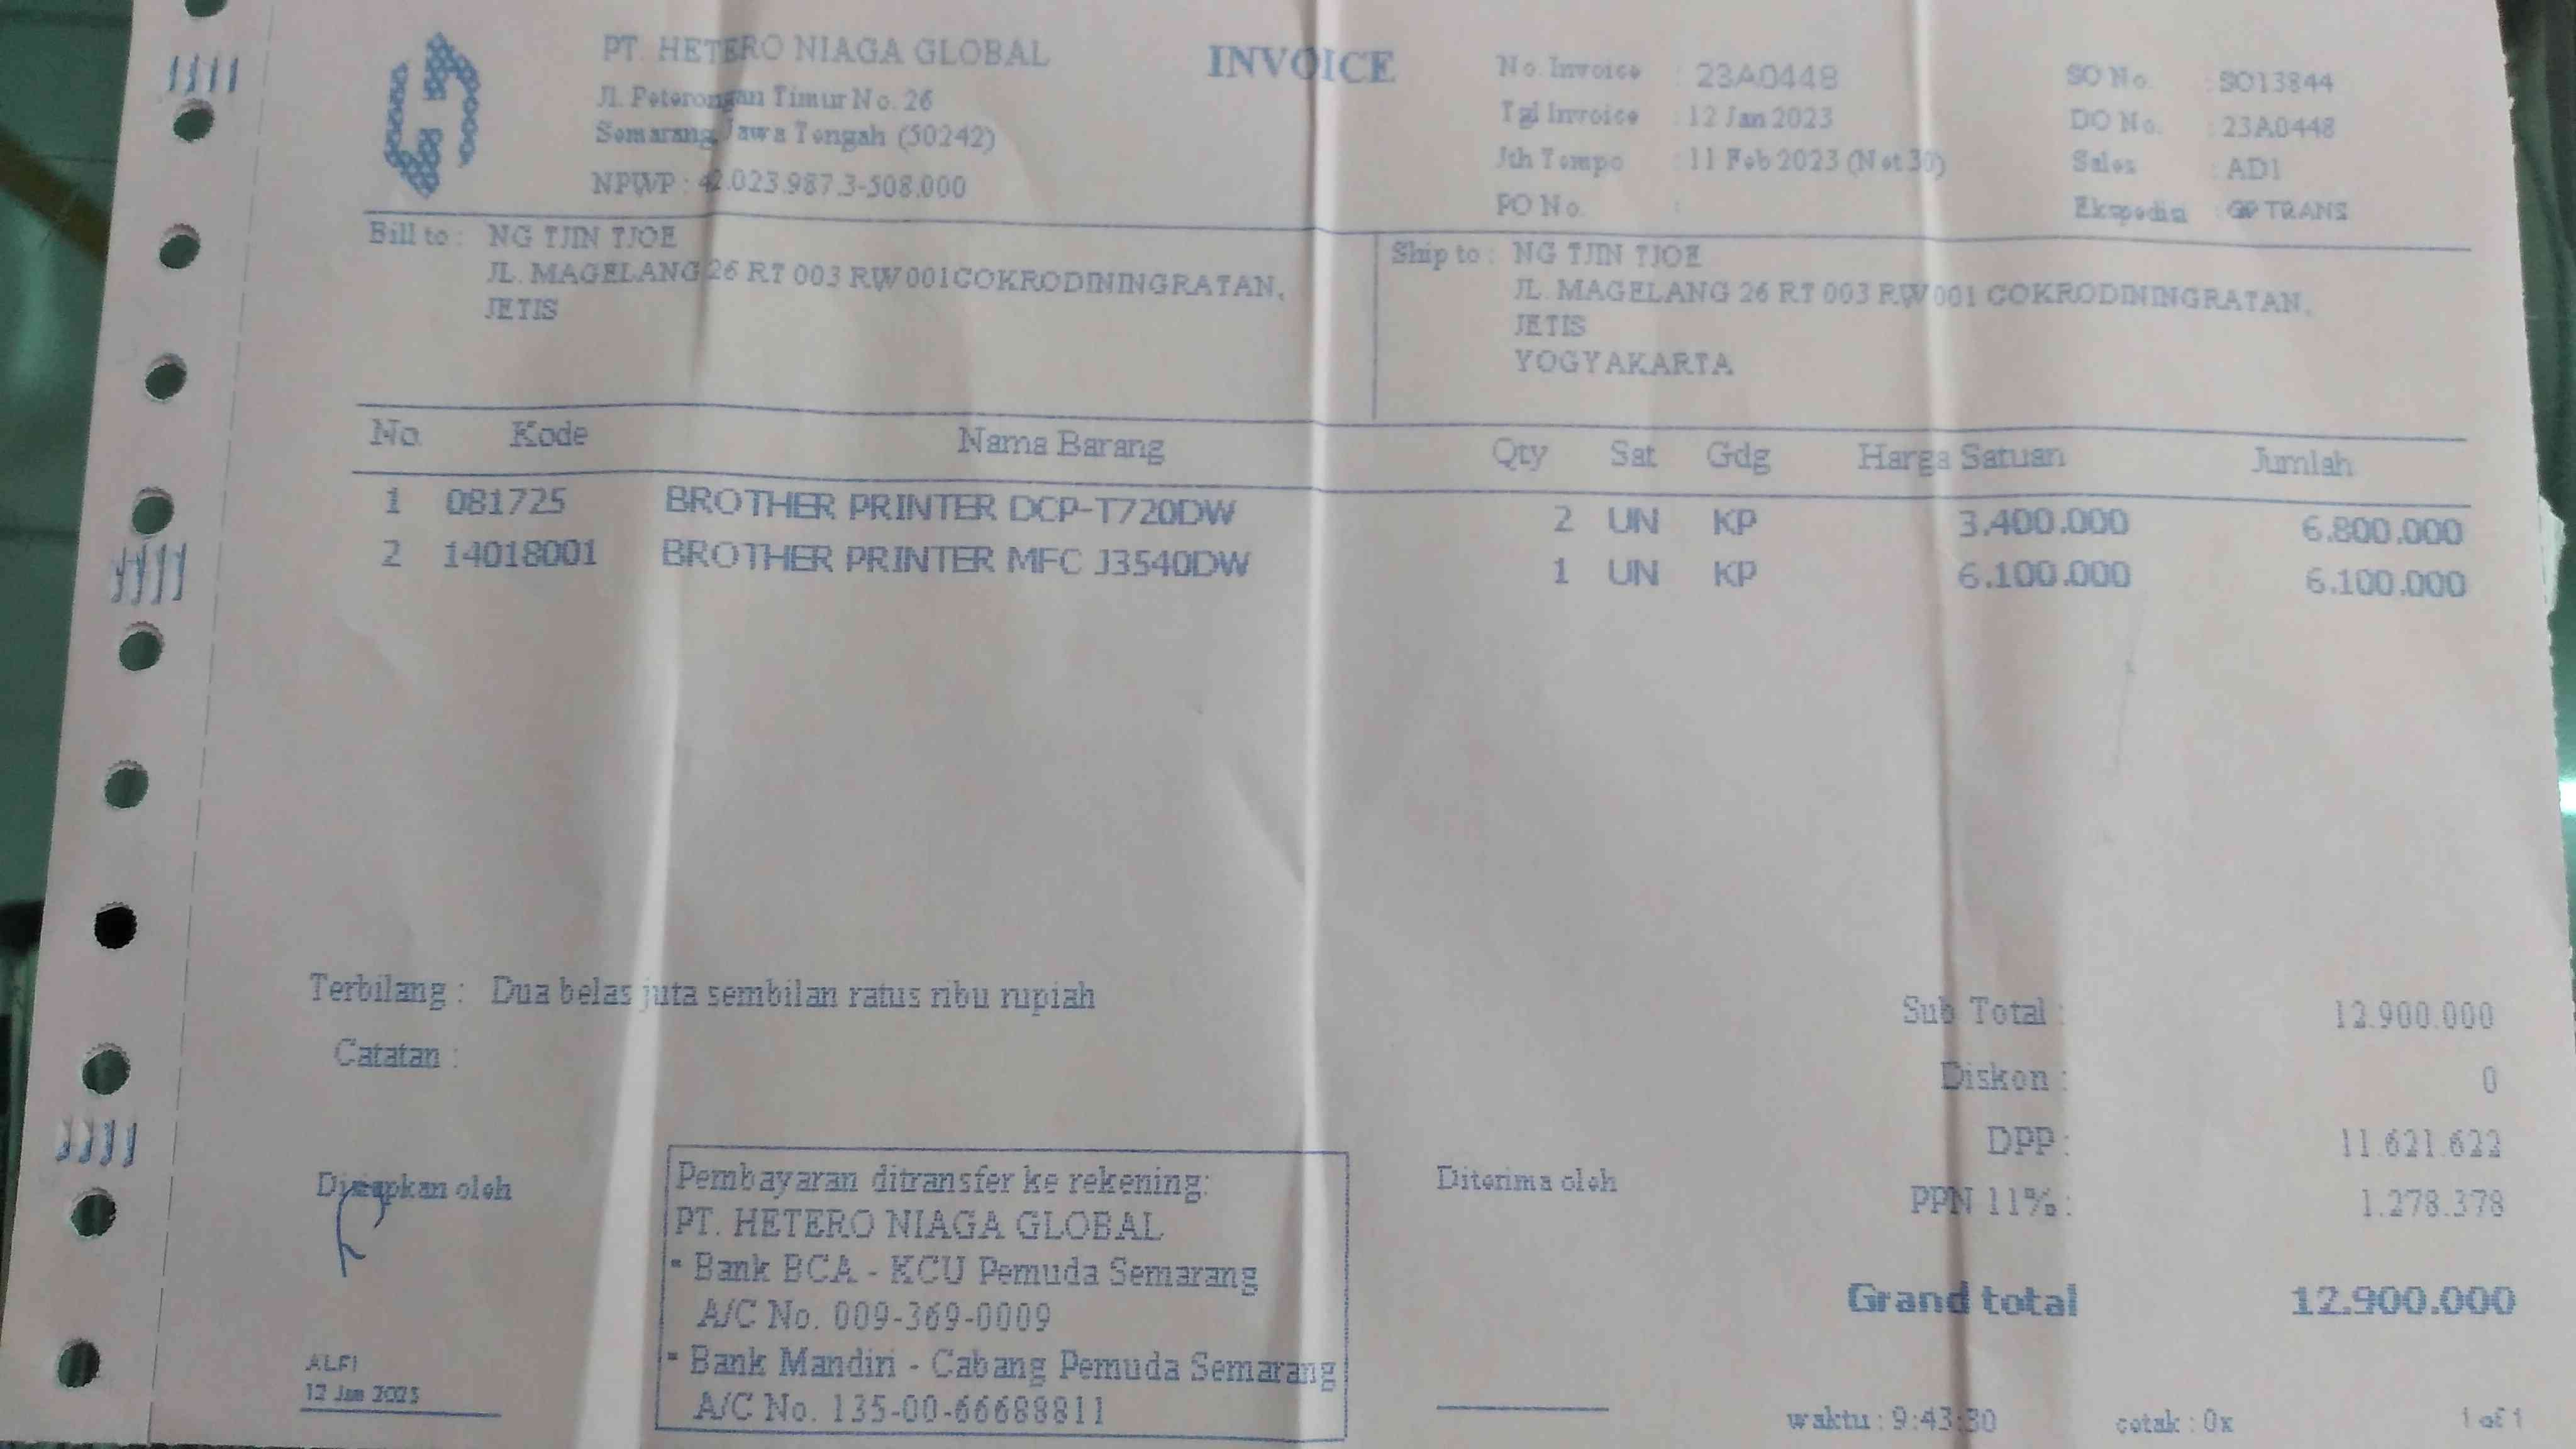 PT. HETERO NIAGA GLOBAL
Jl. Peterongan Timur No. 26
Semarang Jawa Tengah (50242)
NPWP : 42.023.987.3-508.000
INVOICE
No. Invoice : 23A0448
Tgl Invoice : 12 Jan 2023
Jth Tempo : 11 Feb 2023 (Net 30)
PO No. :
SO No. : SO13844
DO No. : 23A0448
Sales : AD1
Ekspedisi : GP TRANS
Bill to : NG TJIN TJOE
JL. MAGELANG 26 RT 003 RW 001COKRODININGRATAN,
JETIS
Ship to : NG TJIN TJOE
JL. MAGELANG 26 RT 003 RW 001 COKRODININGRATAN,
JETIS
YOGYAKARTA
No Kode Nama Barang Qty Sat Gdg Harga Satuan Jumlah
1 081725 BROTHER PRINTER DCP-T720DW 2 UN KP 3.400.000 6.800.000
2 14018001 BROTHER PRINTER MFC J3540DW 1 UN KP 6.100.000 6.100.000
Terbilang : Dua belas juta sembilan ratus ribu rupiah
Catatan :
Sub Total : 12.900.000
Diskon : 0
DPP : 11.621.622
PPN 11% : 1.278.378
Grand total 12.900.000
Disiapkan oleh
ALFI
12 Jan 2023
Pembayaran ditransfer ke rekening:
PT. HETERO NIAGA GLOBAL
* Bank BCA - KCU Pemuda Semarang
A/C No. 009-369-0009
* Bank Mandiri - Cabang Pemuda Semarang
A/C No. 135-00-66688811
Diterima oleh
waktu : 9:43:30 cetak : 0x 1 of 1